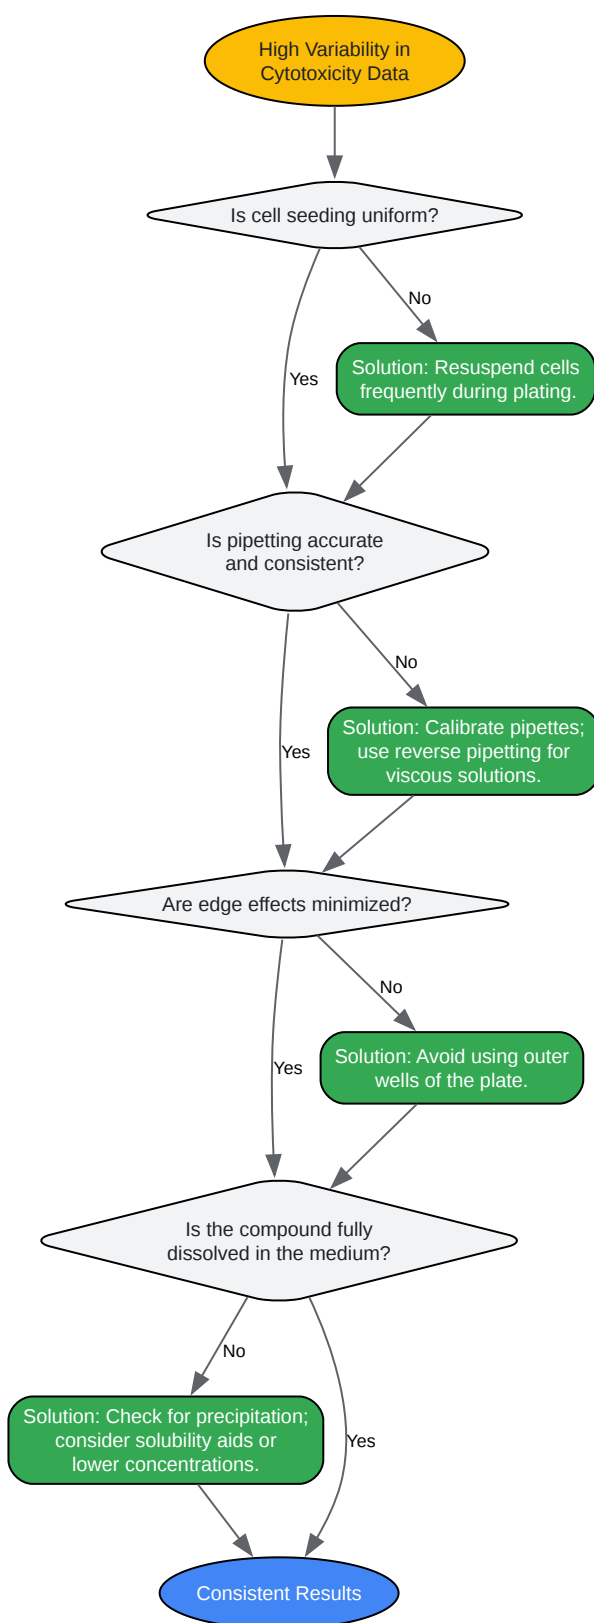 High Variability in
Cytotoxicity Data
Is cell seeding uniform?
No
Solution: Resuspend cells
frequently during plating.
Yes
Is pipetting accurate
and consistent?
No
Solution: Calibrate pipettes;
use reverse pipetting for
viscous solutions.
Yes
Are edge effects minimized?
No
Solution: Avoid using outer
wells of the plate.
Yes
Is the compound fully
dissolved in the medium?
No
Solution: Check for precipitation;
consider solubility aids or
lower concentrations.
Yes
Consistent Results